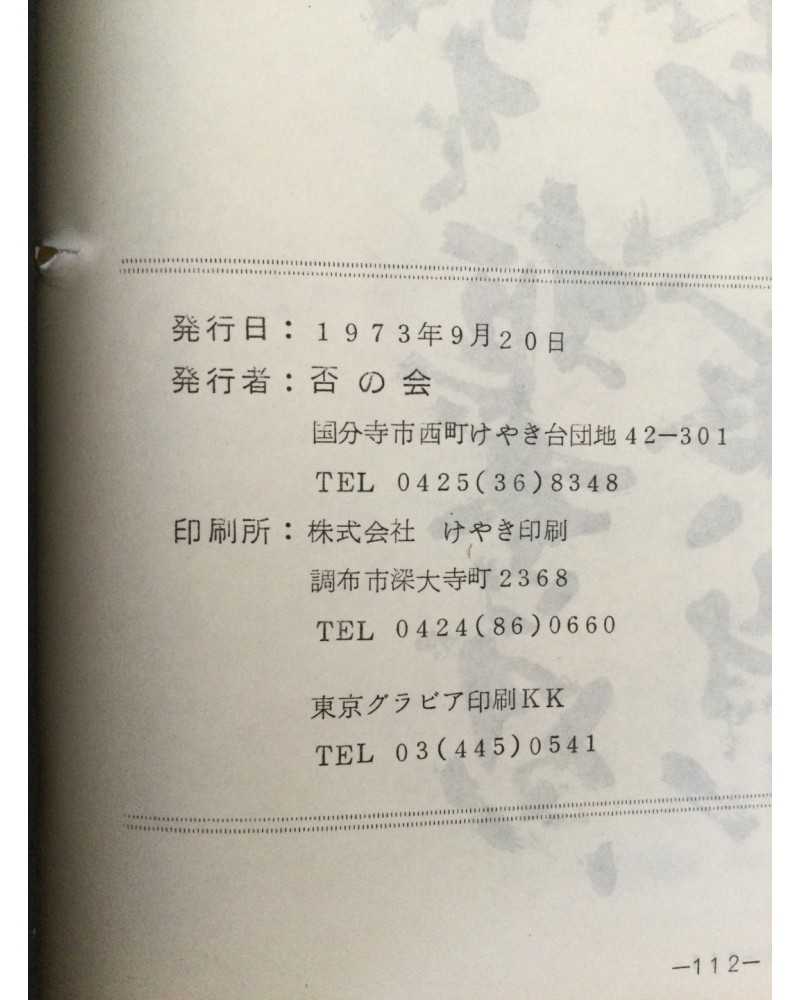 発行日：1973年9月20日
発行者：否の会
国分寺市西町けやき台団地42−301
TEL 0425(36)8348
印刷所：株式会社　けやき印刷
調布市深大寺町2368
TEL 0424(86)0660
東京グラビア印刷KK
TEL 03(445)0541
−112−